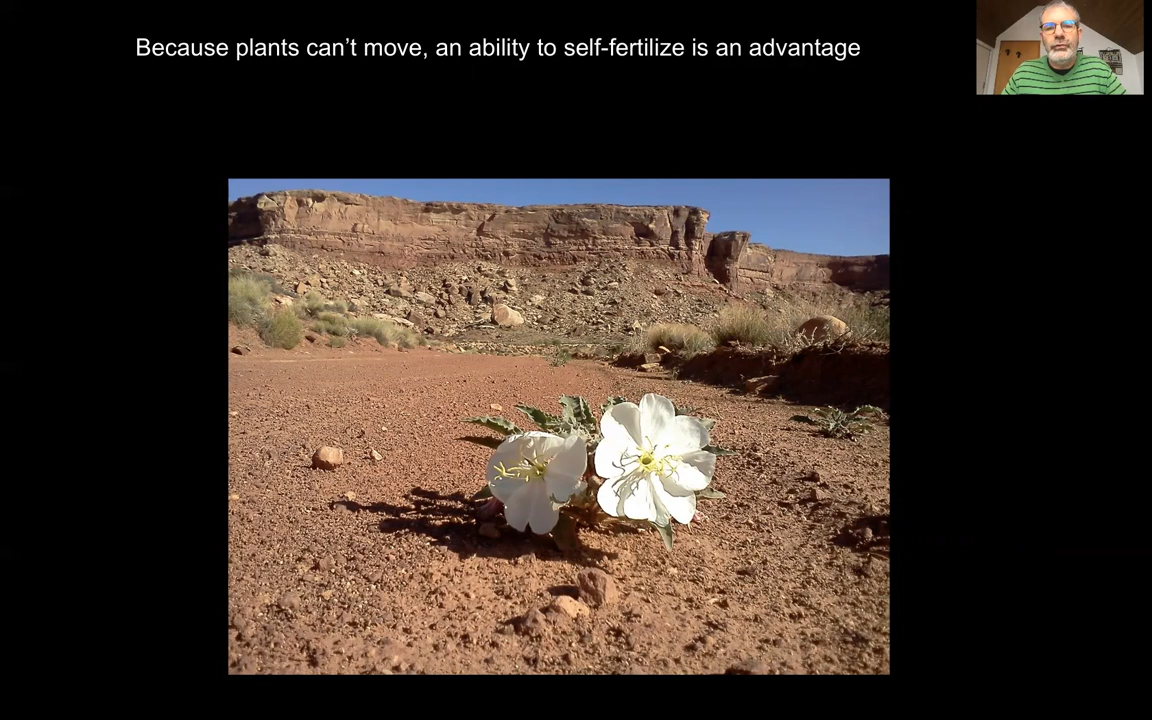 Because plants can’t move, an ability to self-fertilize is an advantage